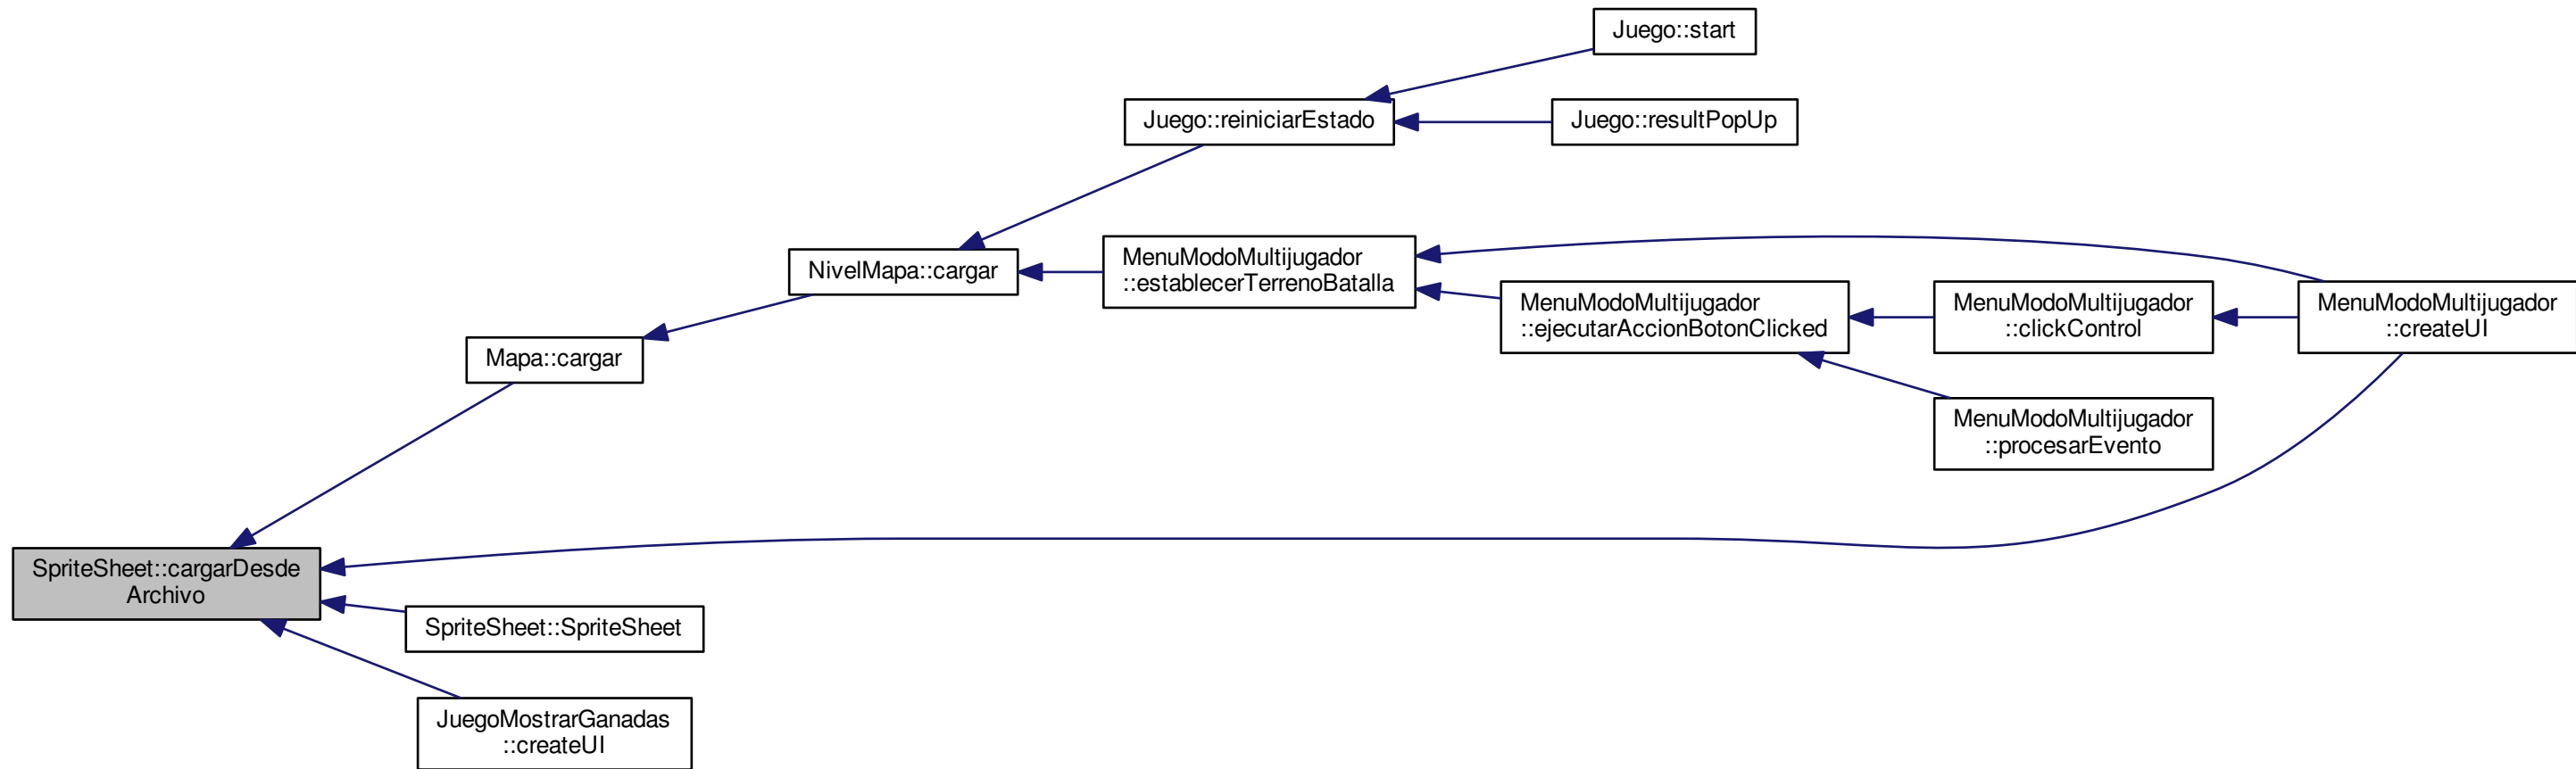 Juego::start
Juego::reiniciarEstado
Juego::resultPopUp
NivelMapa::cargar
MenuModoMultijugador
::establecerTerrenoBatalla
MenuModoMultijugador
::ejecutarAccionBotonClicked
MenuModoMultijugador
::clickControl
MenuModoMultijugador
::createUI
Mapa::cargar
MenuModoMultijugador
::procesarEvento
SpriteSheet::cargarDesde
Archivo
SpriteSheet::SpriteSheet
JuegoMostrarGanadas
::createUI